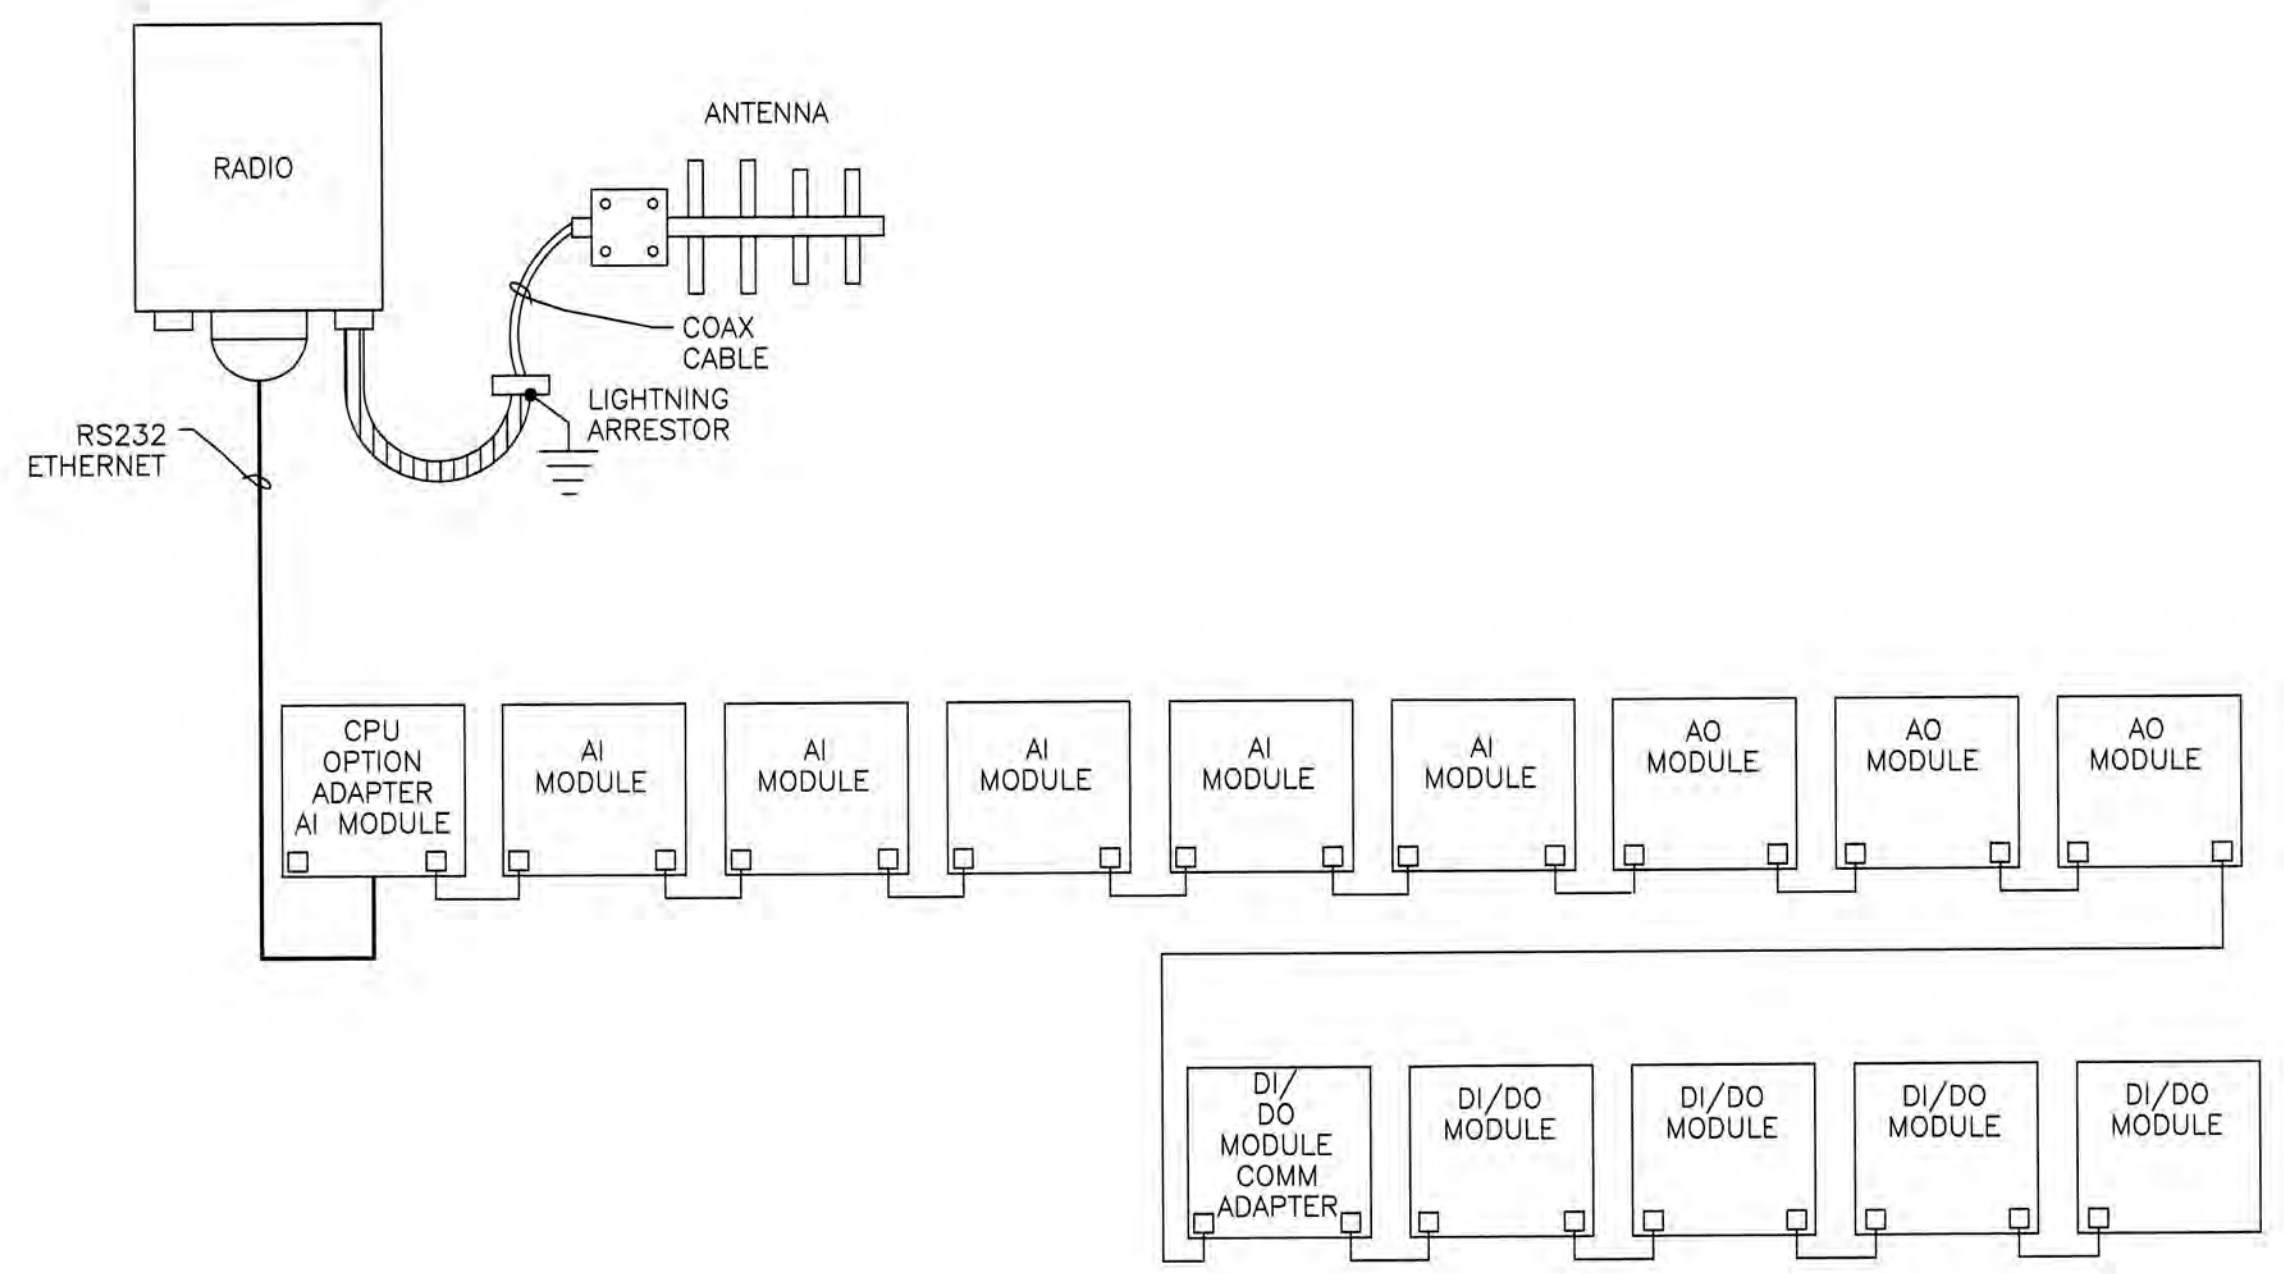 ANTENNA
RADIO
COAX
CABLE
LIGHTNING
ARRESTOR
RS232
ETHERNET
CPU
OPTION
ADAPTER
AI MODULE
AI
MODULE
AI
MODULE
AI
MODULE
AI
MODULE
AI
MODULE
AO
MODULE
AO
MODULE
AO
MODULE
DI/
DO
MODULE
COMM
ADAPTER
DI/DO
MODULE
DI/DO
MODULE
DI/DO
MODULE
DI/DO
MODULE